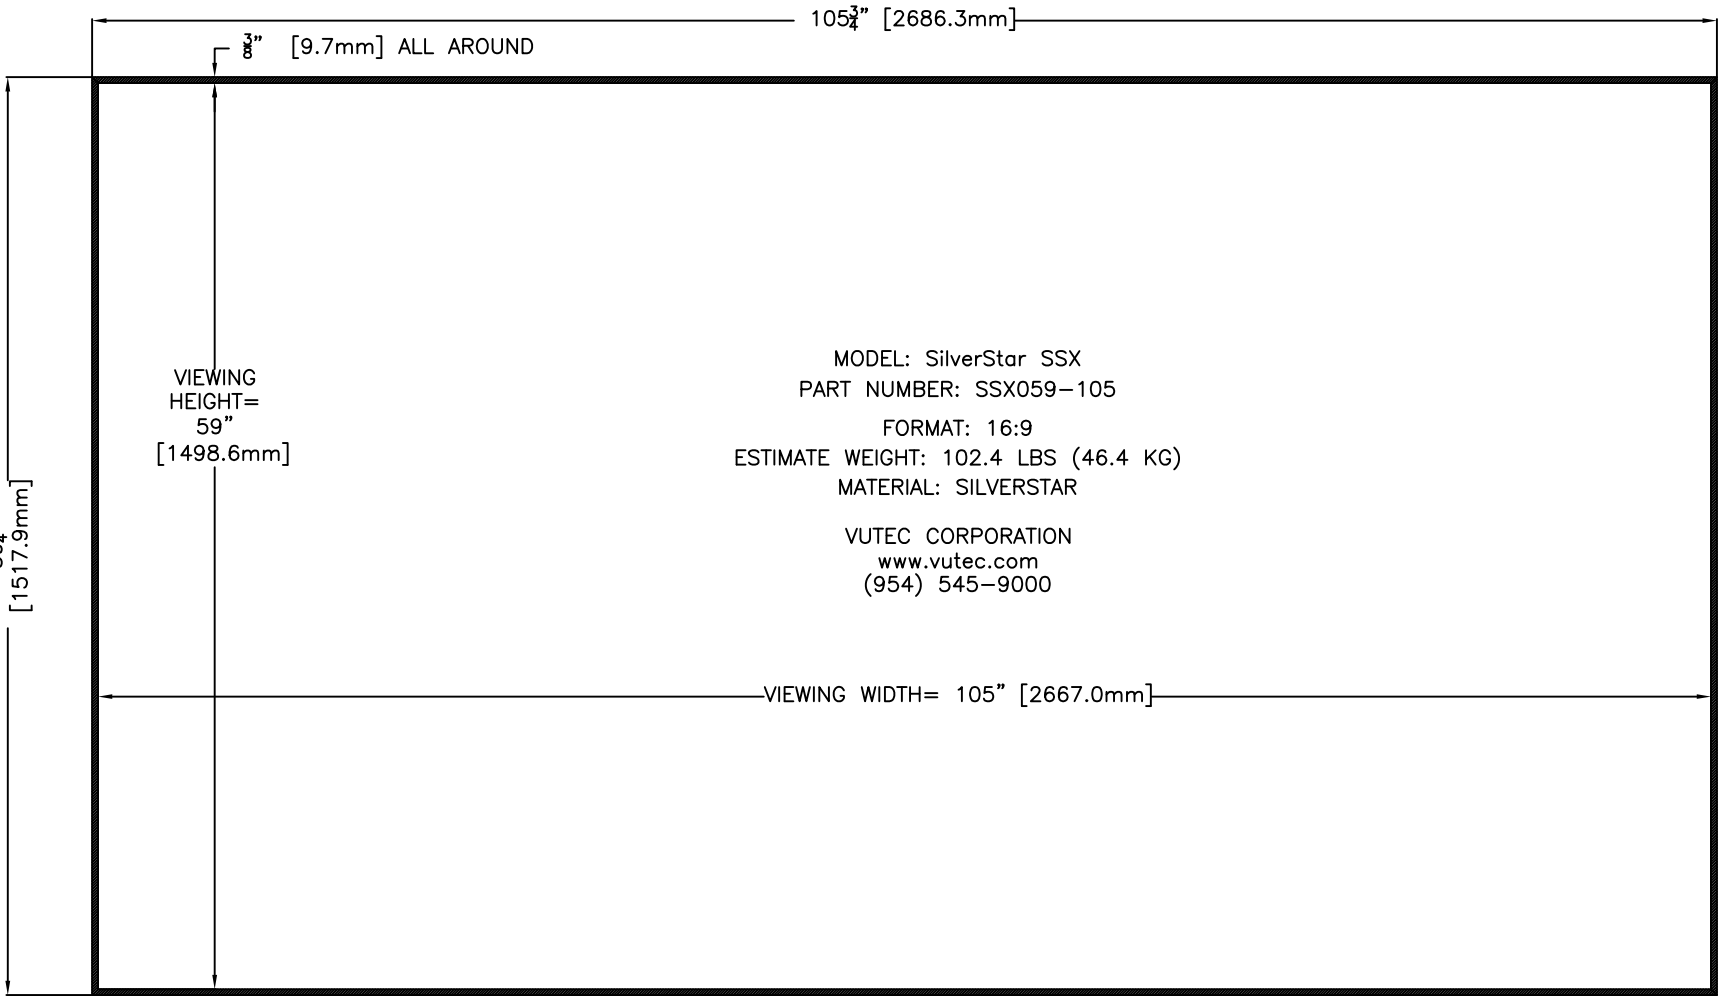 105¾” [2686.3mm]
⅜” [9.7mm] ALL AROUND
VIEWING
HEIGHT=
59”
[1498.6mm]
[1517.9mm]
MODEL: SilverStar SSX
PART NUMBER: SSX059-105
FORMAT: 16:9
ESTIMATE WEIGHT: 102.4 LBS (46.4 KG)
MATERIAL: SILVERSTAR
VUTEC CORPORATION
www.vutec.com
(954) 545-9000
VIEWING WIDTH= 105” [2667.0mm]